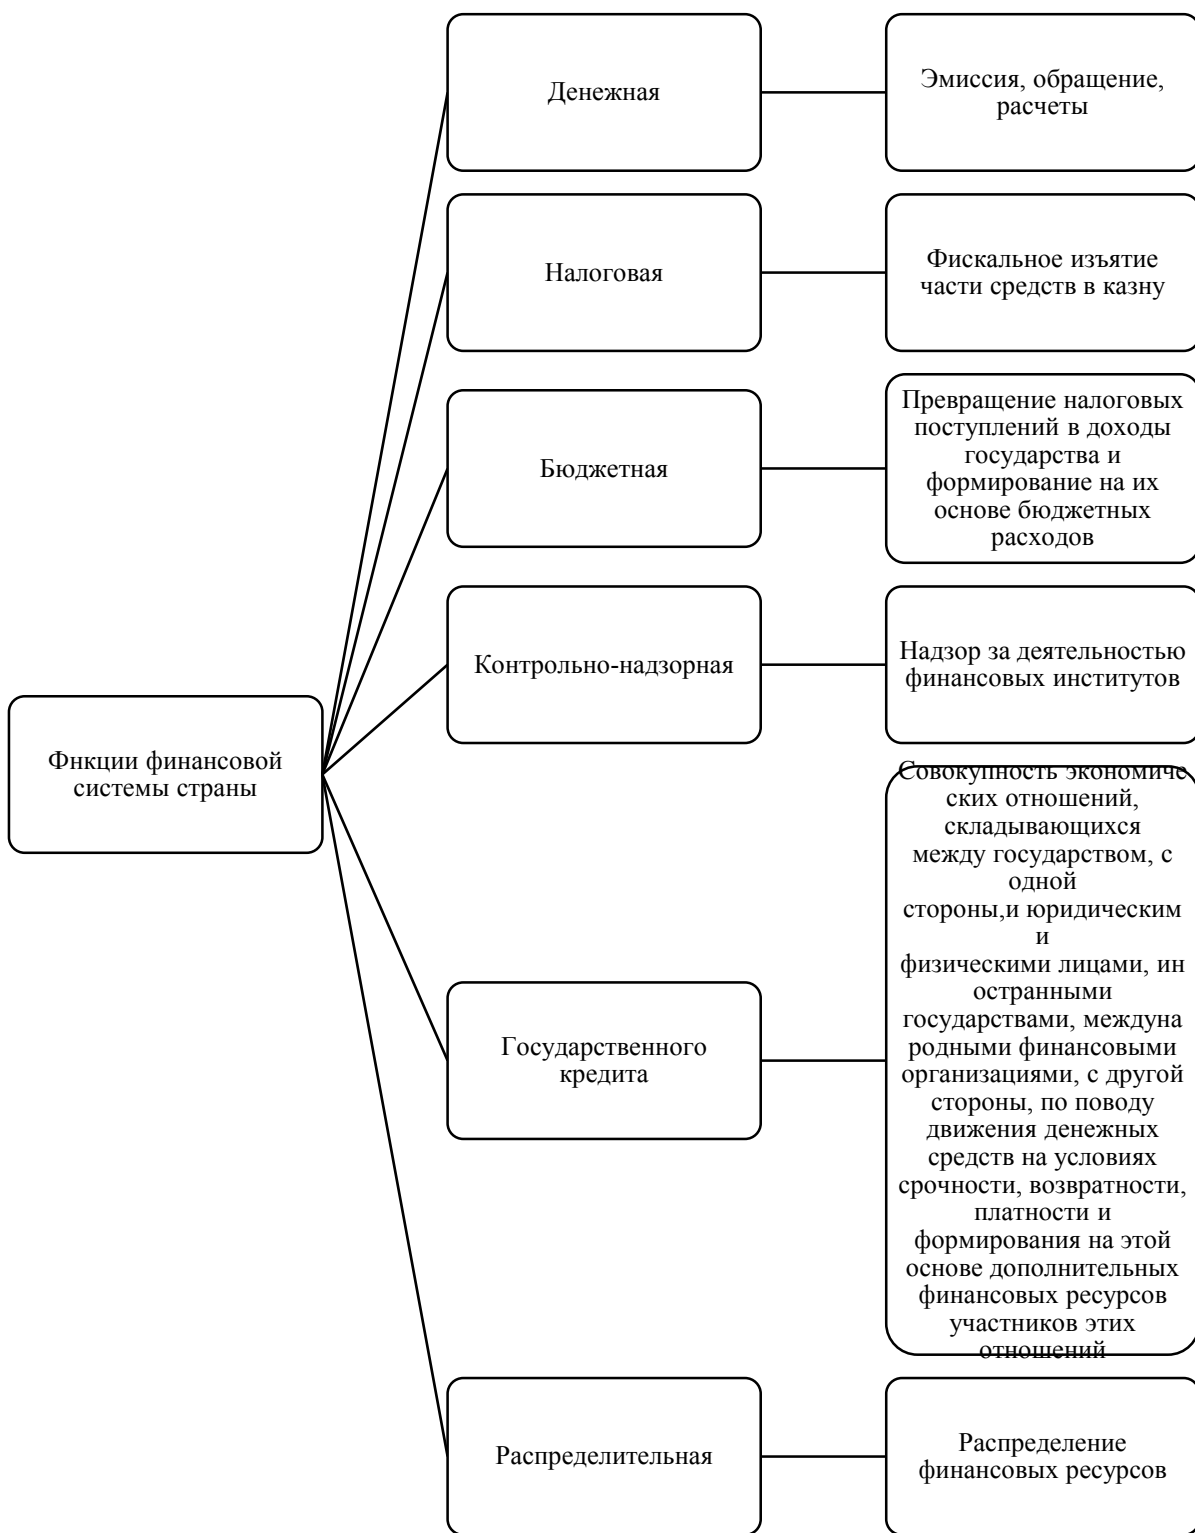 Денежная
Эмиссия, обращение,
расчеты
Налоговая
Фискальное изъятие
части средств в казну
Бюджетная
Превращение налоговых
поступлений в доходы
государства и
формирование на их
основе бюджетных
расходов
Контрольно-надзорная
Надзор за деятельностью
финансовых институтов
Фнкции финансовой
системы страны
Государственного
кредита
Совокупность экономиче
ских отношений,
складывающихся
между государством, с
одной
стороны,и юридическим
и
физическими лицами, ин
остранными
государствами, междуна
родными финансовыми
организациями, с другой
стороны, по поводу
движения денежных
средств на условиях
срочности, возвратности,
платности и
формирования на этой
основе дополнительных
финансовых ресурсов
участников этих
отношений
Распределительная
Распределение
финансовых ресурсов